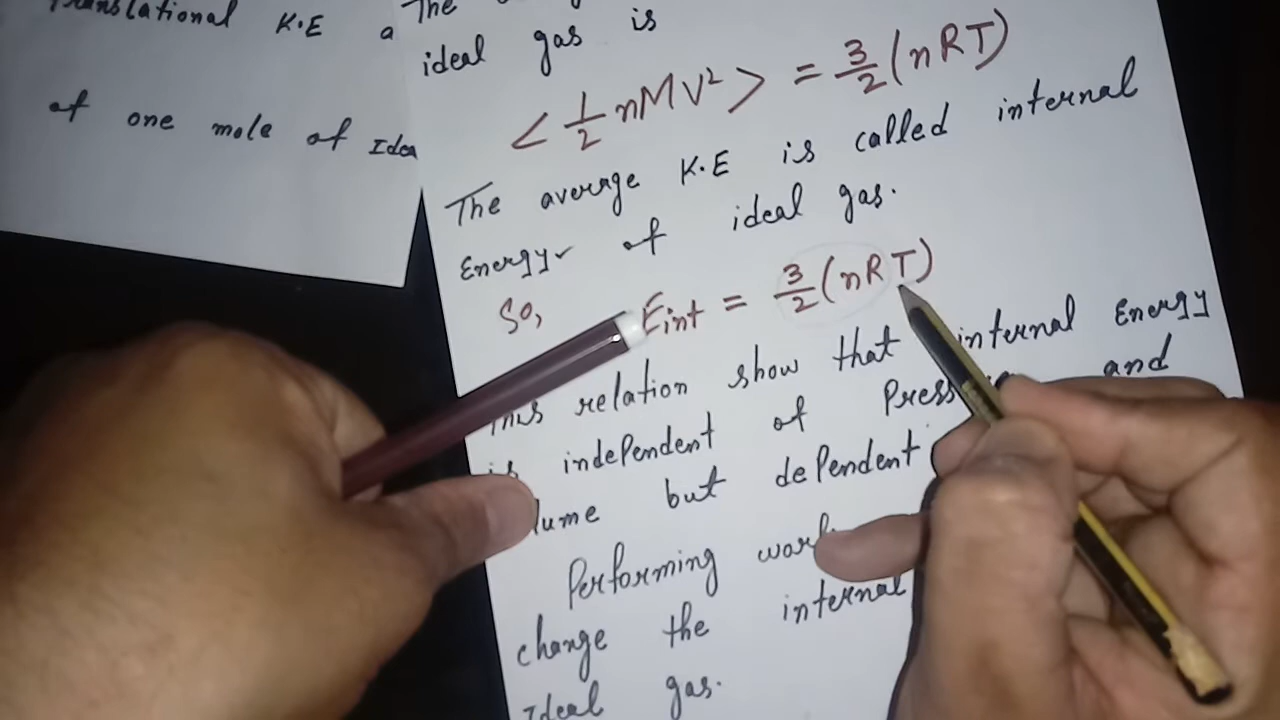 Translational K.E a
of one mole of Idea
The
ideal gas is
< 1/2 nMV² > = 3/2 (nRT)
The average K.E is called internal
Energy of ideal gas.
So, Eint = 3/2 (nRT)
This relation show that internal Energy
is independent of and
but dependent
Performing
change the internal
Ideal gas.